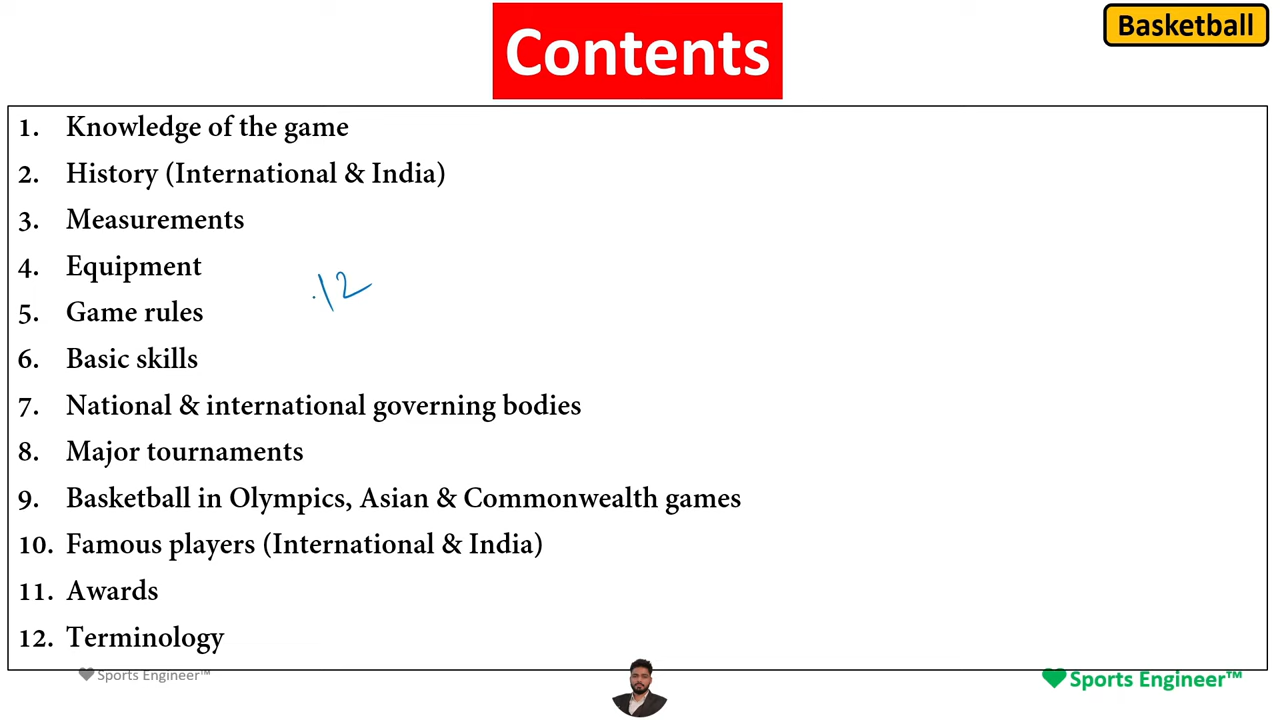 Contents
Basketball
1. Knowledge of the game
2. History (International & India)
3. Measurements
4. Equipment
.12
5. Game rules
6. Basic skills
7. National & international governing bodies
8. Major tournaments
9. Basketball in Olympics, Asian & Commonwealth games
10. Famous players (International & India)
11. Awards
12. Terminology
Sports Engineer™
Sports Engineer™